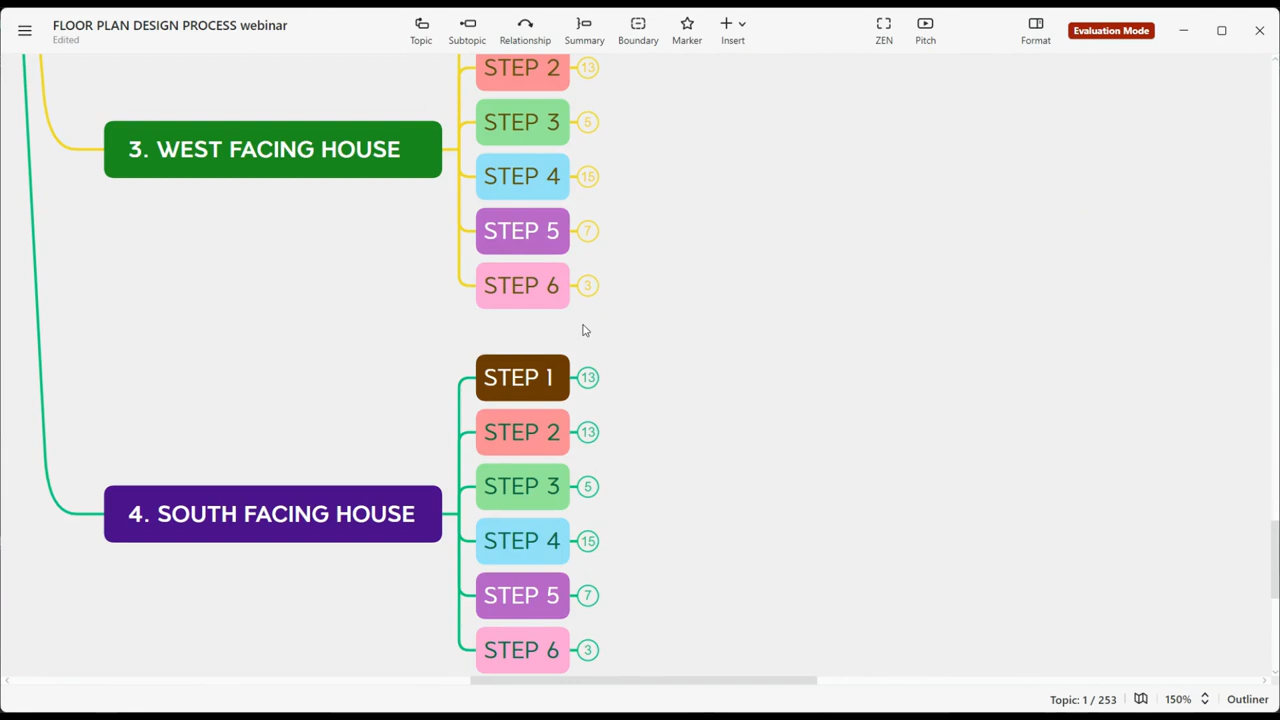 FLOOR PLAN DESIGN PROCESS webinar
Edited
Topic
Subtopic
Relationship
Summary
Boundary
Marker
Insert
ZEN
Pitch
Format
Evaluation Mode
3. WEST FACING HOUSE
STEP 2 13
STEP 3 5
STEP 4 15
STEP 5 7
STEP 6 3
4. SOUTH FACING HOUSE
STEP 1 13
STEP 2 13
STEP 3 5
STEP 4 15
STEP 5 7
STEP 6 3
Topic: 1 / 253
150%
Outliner